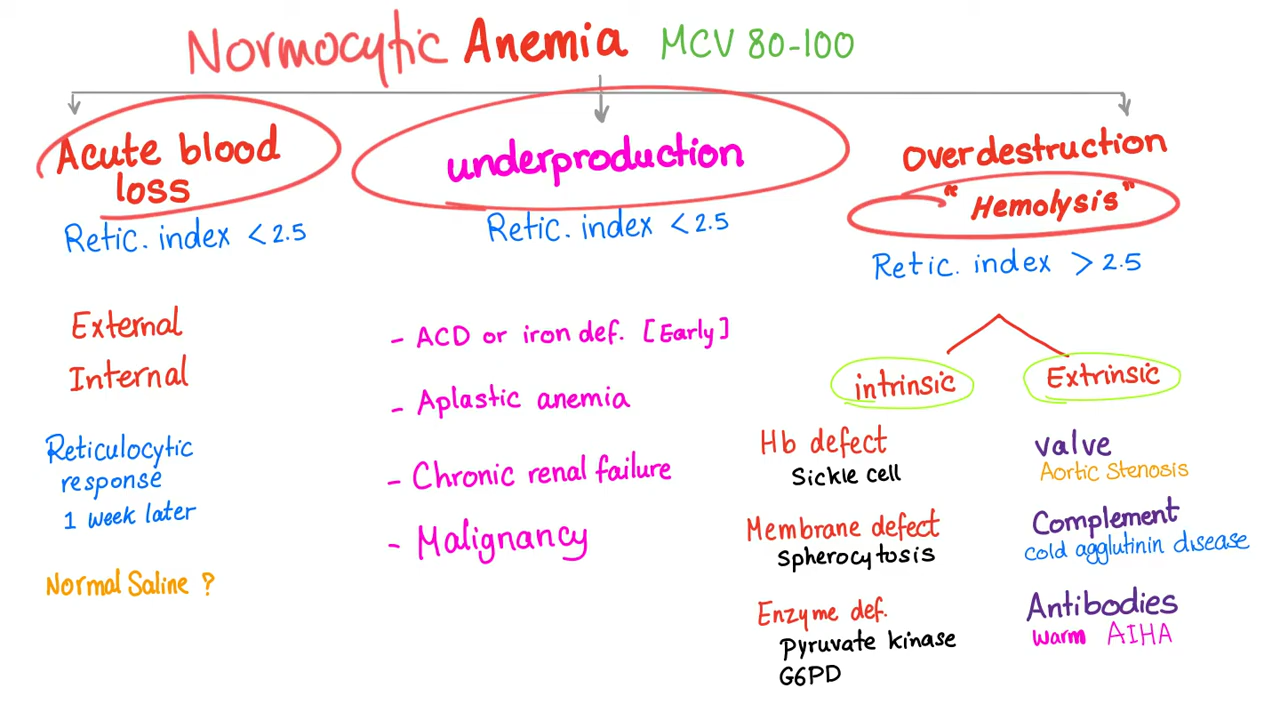 Normocytic Anemia MCV 80-100
Acute blood
loss
Retic. index < 2.5
External
Internal
Reticulocytic
response
1 week later
Normal Saline ?
underproduction
Retic. index < 2.5
- ACD or iron def. [Early]
- Aplastic anemia
- Chronic renal failure
- Malignancy
Overdestruction
"Hemolysis"
Retic. index > 2.5
intrinsic
Hb defect
Sickle cell
Membrane defect
Spherocytosis
Enzyme def.
Pyruvate kinase
G6PD
Extrinsic
valve
Aortic Stenosis
Complement
cold agglutinin disease
Antibodies
warm AIHA